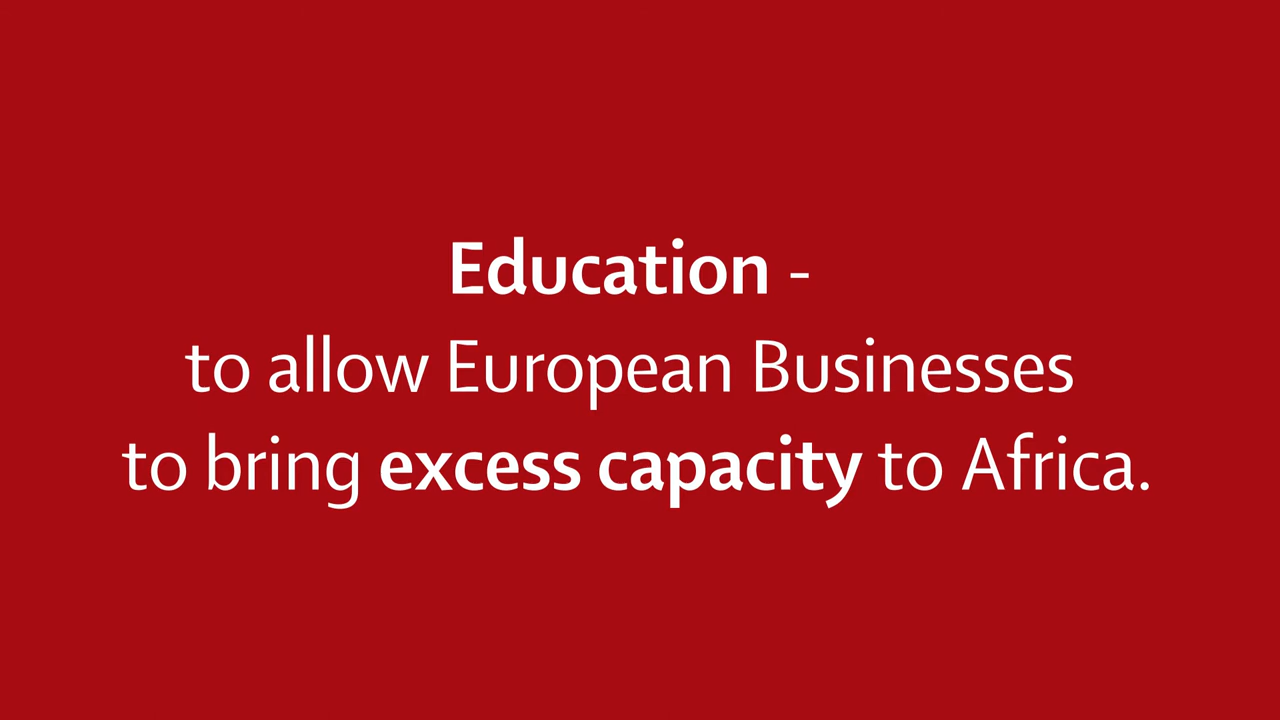 Education -
to allow European Businesses
to bring excess capacity to Africa.